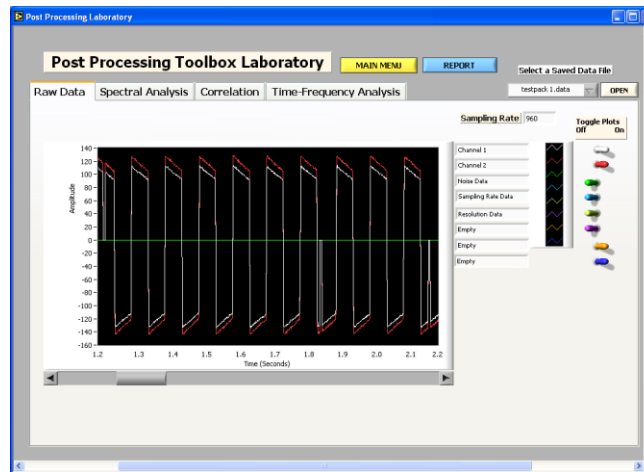 Post Processing Laboratory
Post Processing Toolbox Laboratory
MAIN MENU
REPORT
Select a Saved Data File
Raw Data
Spectral Analysis
Correlation
Time-Frequency Analysis
testpack 1.data
OPEN
Sampling Rate
960
Toggle Plots
Off On
Channel 1
Channel 2
Noise Data
Sampling Rate Data
Resolution Data
Empty
Empty
Empty
Amplitude
140
120
100
80
60
40
20
0
-20
-40
-60
-80
-100
-120
-140
-160
1.2 1.3 1.4 1.5 1.6 1.7 1.8 1.9 2.0 2.1 2.2
Time (Seconds)